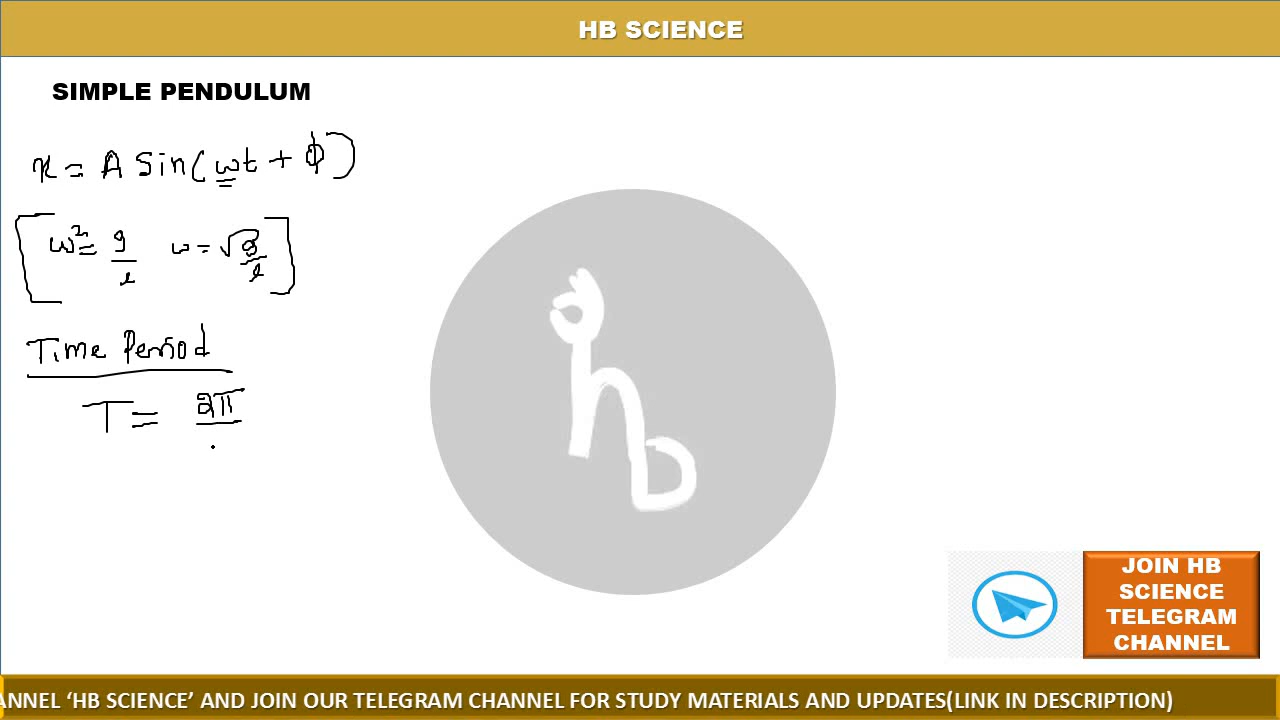 HB SCIENCE
SIMPLE PENDULUM
x = A Sin(ωt + ϕ)
[ω² = g/l ω = √g/l]
Time Period
T = 2π
hb
JOIN HB
SCIENCE
TELEGRAM
CHANNEL
ANNEL ‘HB SCIENCE’ AND JOIN OUR TELEGRAM CHANNEL FOR STUDY MATERIALS AND UPDATES(LINK IN DESCRIPTION)